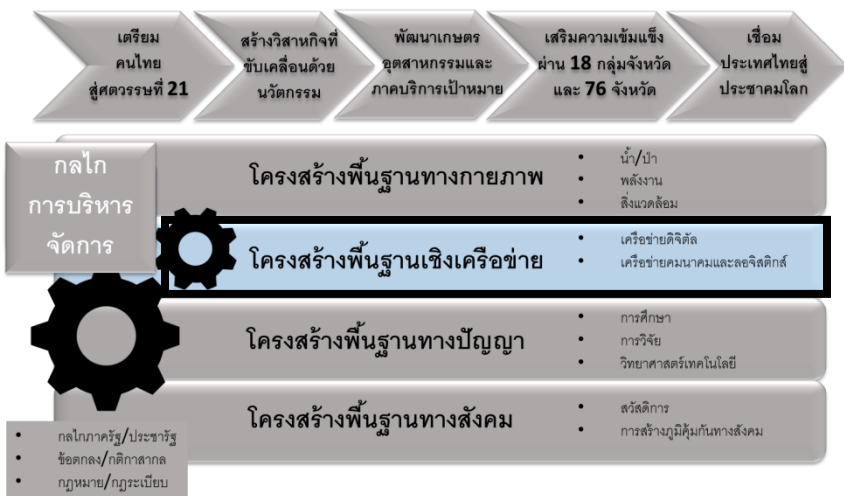 เตรียม
คนไทย
สู่ศตวรรษที่ 21
สร้างวิสาหกิจที่
ขับเคลื่อนด้วย
นวัตกรรม
พัฒนาเกษตร
อุตสาหกรรมและ
ภาคบริการเป้าหมาย
เสริมความเข้มแข็ง
ผ่าน 18 กลุ่มจังหวัด
และ 76 จังหวัด
เชื่อม
ประเทศไทยสู่
ประชาคมโลก
กลไก
การบริหาร
จัดการ
โครงสร้างพื้นฐานทางกายภาพ
• น้ำ/ป่า
• พลังงาน
• สิ่งแวดล้อม
โครงสร้างพื้นฐานเชิงเครือข่าย
• เครือข่ายดิจิตัล
• เครือข่ายคมนาคมและลอจิสติกส์
โครงสร้างพื้นฐานทางปัญญา
• การศึกษา
• การวิจัย
• วิทยาศาสตร์เทคโนโลยี
โครงสร้างพื้นฐานทางสังคม
• สวัสดิการ
• การสร้างภูมิคุ้มกันทางสังคม
• กลไกภาครัฐ/ประชารัฐ
• ข้อตกลง/กติกาสากล
• กฎหมาย/กฎระเบียบ